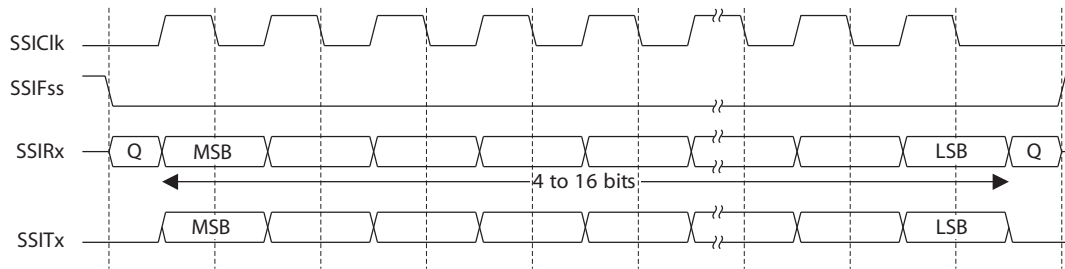 SSIClk
SSIFss
SSIRx Q MSB LSB Q
4 to 16 bits
SSITx MSB LSB